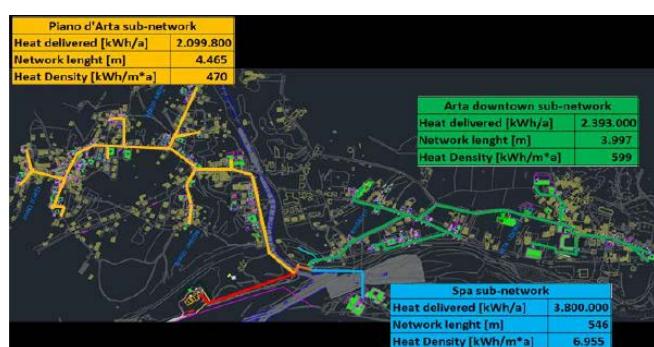 Piano d'Arta sub-network
Heat delivered [kWh/a] 2.099.800
Network lenght [m] 4.465
Heat Density [kWh/m*a] 470
Arta downtown sub-network
Heat delivered [kWh/a] 2.393.000
Network lenght [m] 3.997
Heat Density [kWh/m*a] 599
Spa sub-network
Heat delivered [kWh/a] 3.800.000
Network lenght [m] 546
Heat Density [kWh/m*a] 6.955